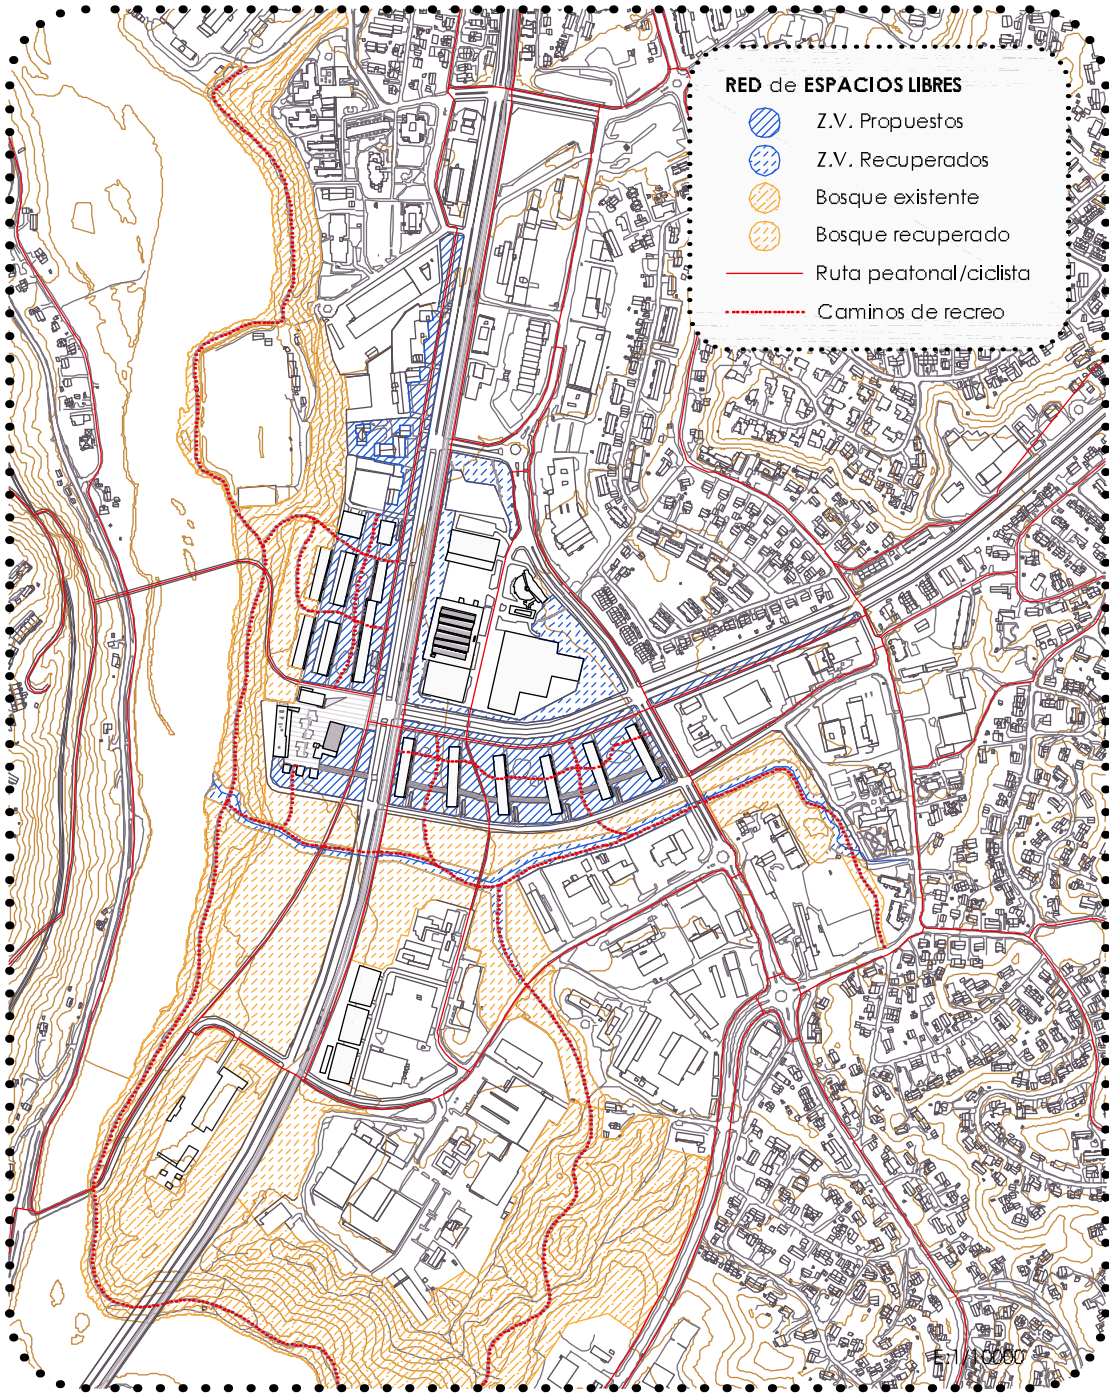 RED de ESPACIOS LIBRES
Z.V. Propuestos
Z.V. Recuperados
Bosque existente
Bosque recuperado
Ruta peatonal/ciclista
Caminos de recreo
E:1/10000